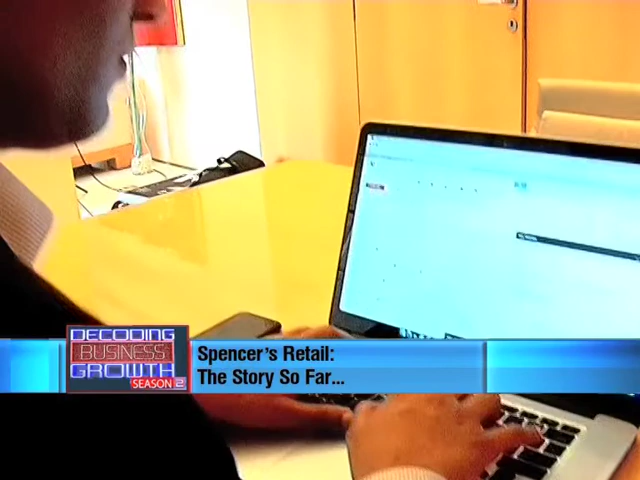 DECODING
BUSINESS
GROWTH
SEASON 2
Spencer's Retail:
The Story So Far...